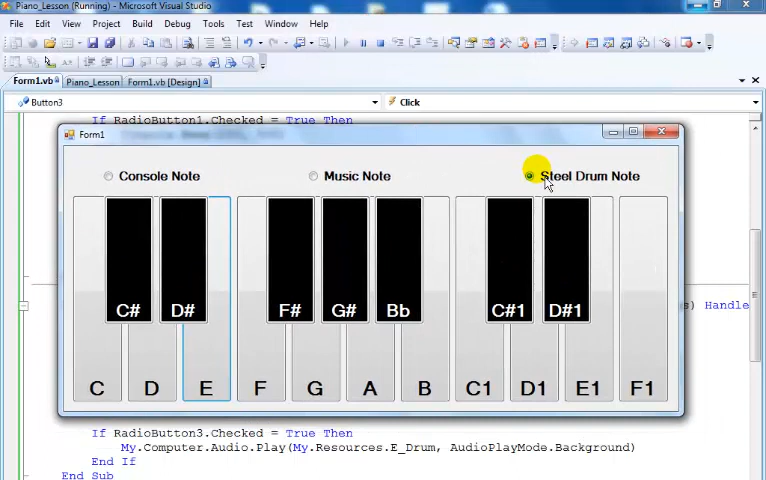 Piano_Lesson (Running) - Microsoft Visual Studio
File Edit View Project Build Debug Tools Test Window Help
Form1.vb Piano_Lesson Form1.vb [Design]
Button3 Click
If RadioButton1.Checked = True Then
Form1
Console Note Music Note Steel Drum Note
C# D# F# G# Bb C#1 D#1
s) Handle
C D E F G A B C1 D1 E1 F1
If RadioButton3.Checked = True Then
My.Computer.Audio.Play(My.Resources.E_Drum, AudioPlayMode.Background)
End If
End Sub